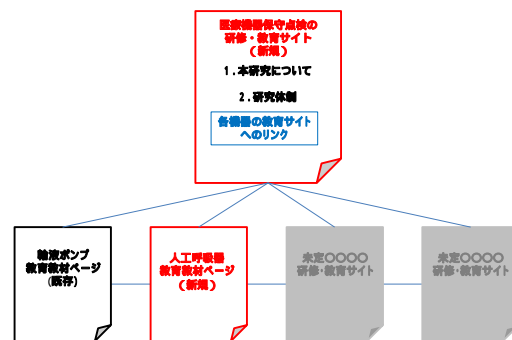 医療機器保守点検の
研修・教育サイト
（新規）
1．本研究について
2．研究体制
各機器の教育サイト
へのリンク
輸液ポンプ
教育教材ページ
(既存)
人工呼吸器
教育教材ページ
（新規）
未定〇〇〇〇
研修・教育サイト
未定〇〇〇〇
研修・教育サイト